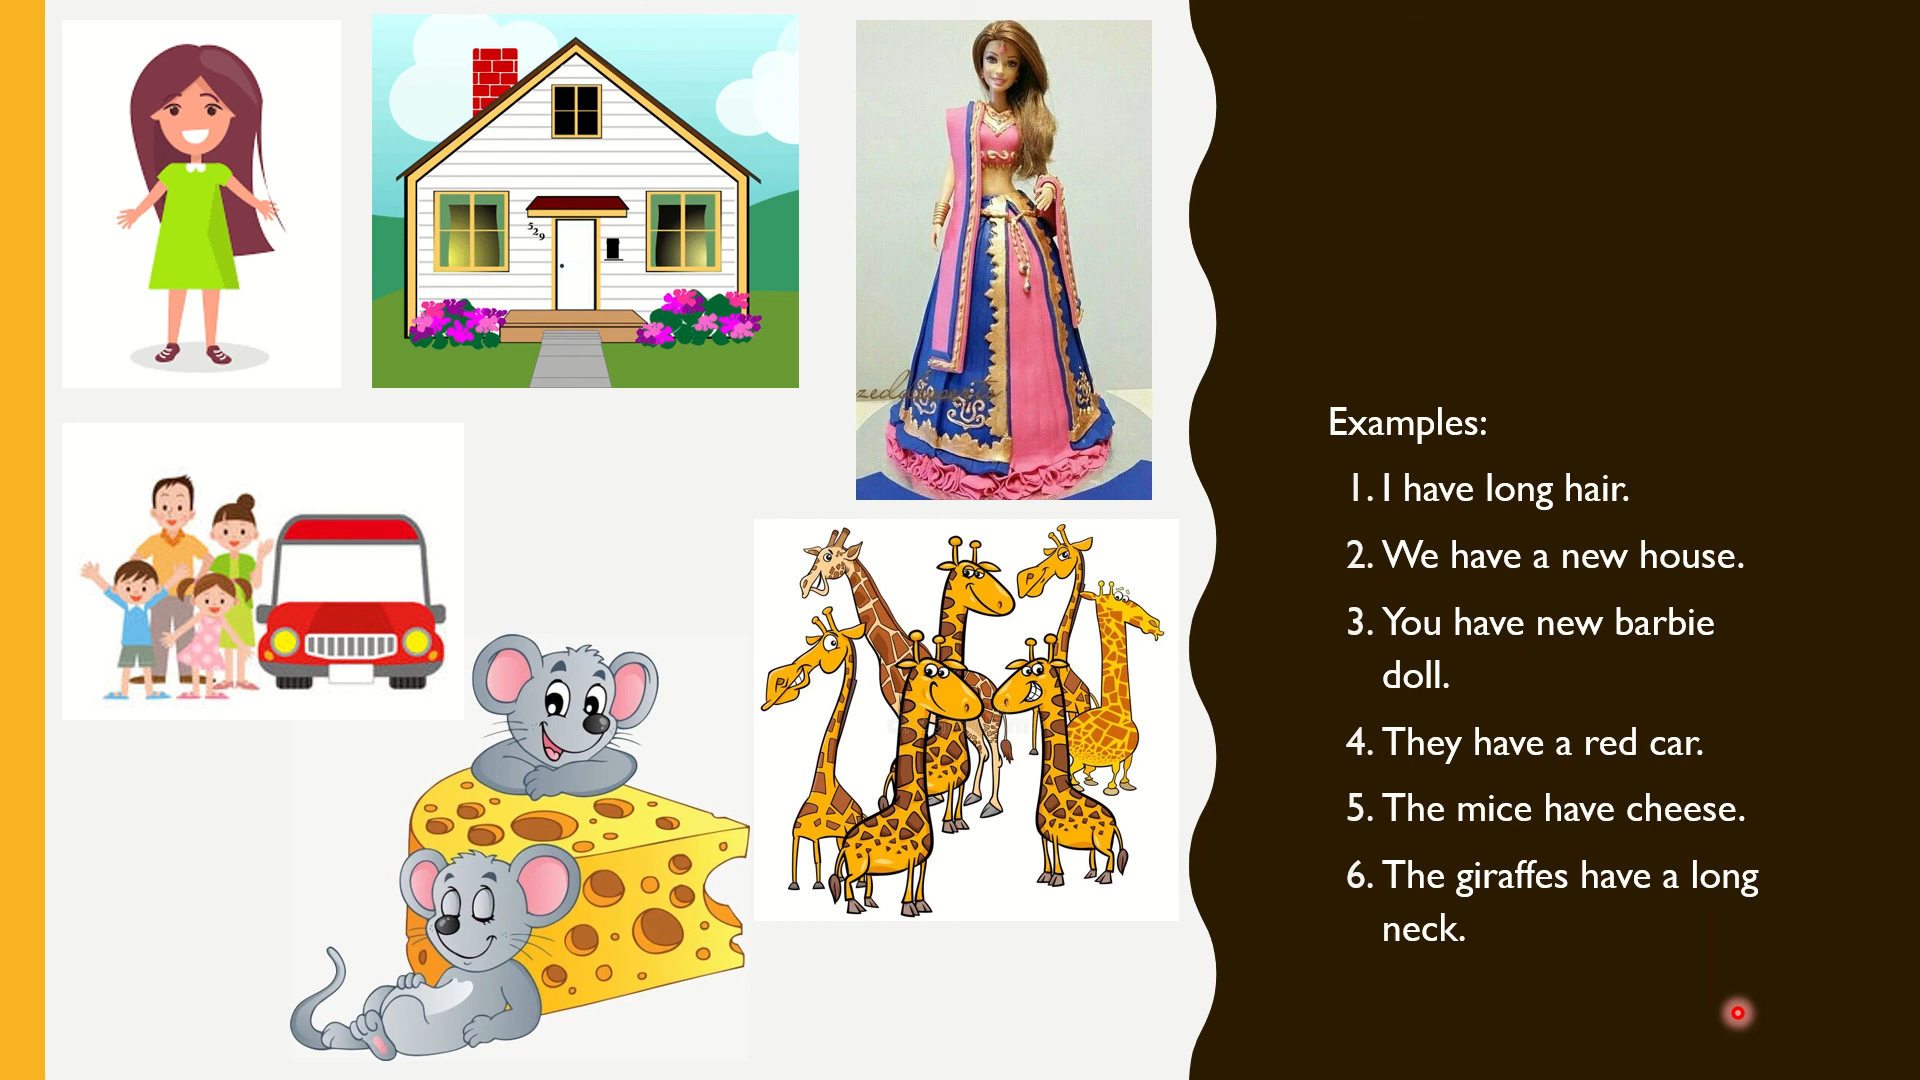 529
Examples:
1. I have long hair.
2. We have a new house.
3. You have new barbie
doll.
4. They have a red car.
5. The mice have cheese.
6. The giraffes have a long
neck.